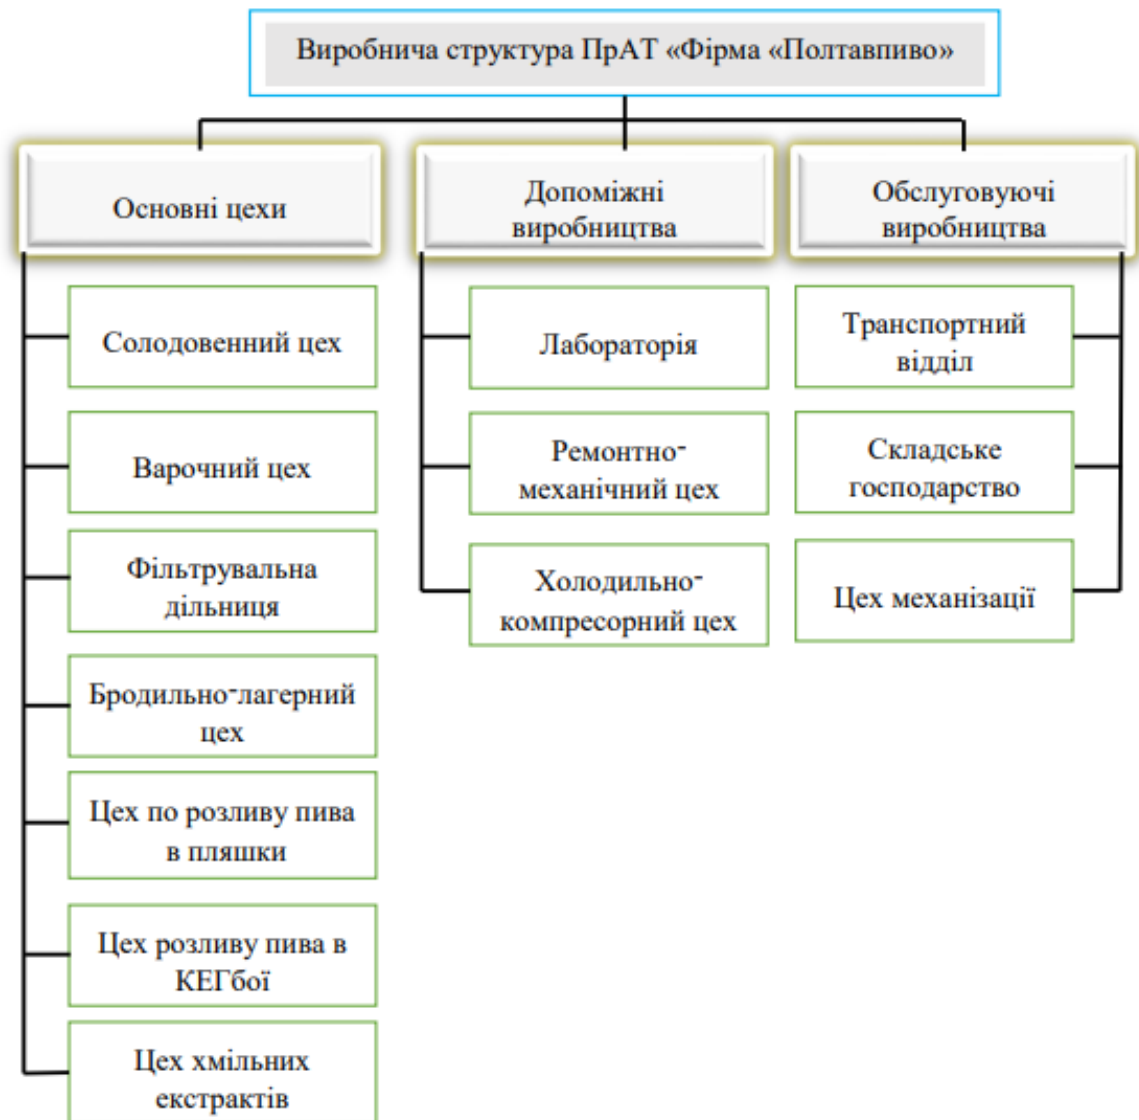 Виробнича структура ПрАТ «Фірма «Полтавпиво»
Основні цехи
Солодовенний цех
Варочний цех
Фільтрувальна
дільниця
Бродильно-лагерний
цех
Цех по розливу пива
в пляшки
Цех розливу пива в
КЕГбої
Цех хмільних
екстрактів
Допоміжні
виробництва
Лабораторія
Ремонтно-
механічний цех
Холодильно-
компресорний цех
Обслуговуючі
виробництва
Транспортний
відділ
Складське
господарство
Цех механізації